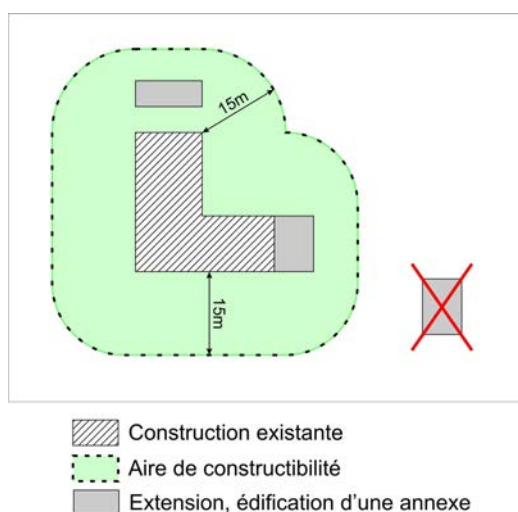 15m
15m
Construction existante
Aire de constructibilité
Extension, édification d'une annexe